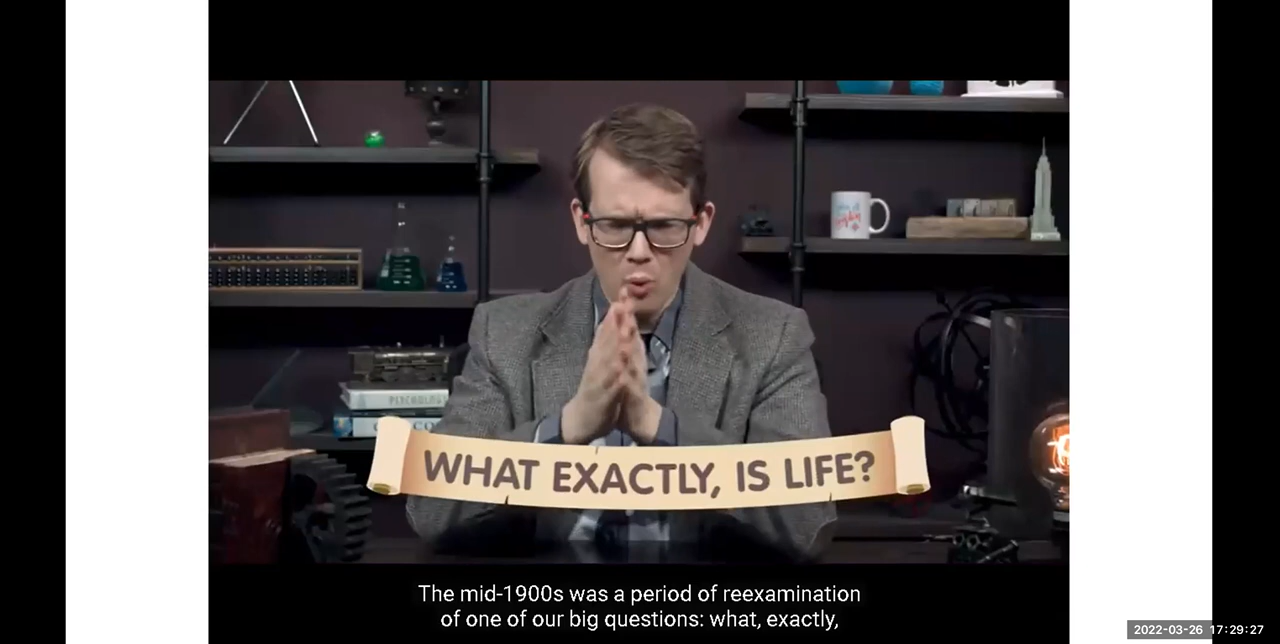 PSYCHOLOGY
WHAT EXACTLY, IS LIFE?
The mid-1900s was a period of reexamination
of one of our big questions: what, exactly,
2022-03-26 17:29:27